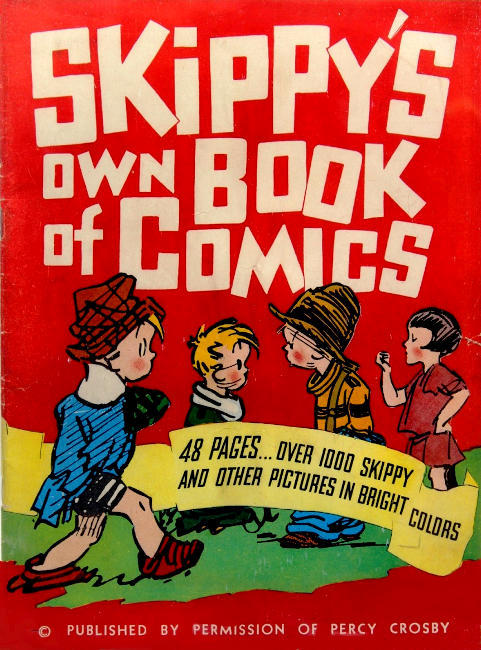 SKiPPY'S
OWN BOOK
of COMiCS
48 PAGES... OVER 1000 SKIPPY
AND OTHER PICTURES IN BRIGHT
COLORS
© PUBLISHED BY PERMISSION OF PERCY CROSBY